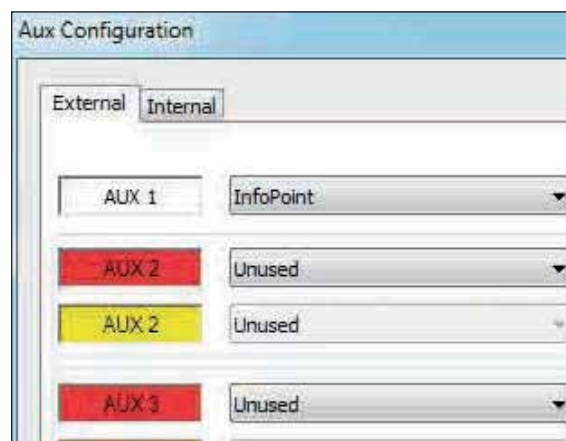 Aux Configuration
External Internal
AUX 1 InfoPoint
AUX 2 Unused
AUX 2 Unused
AUX 3 Unused